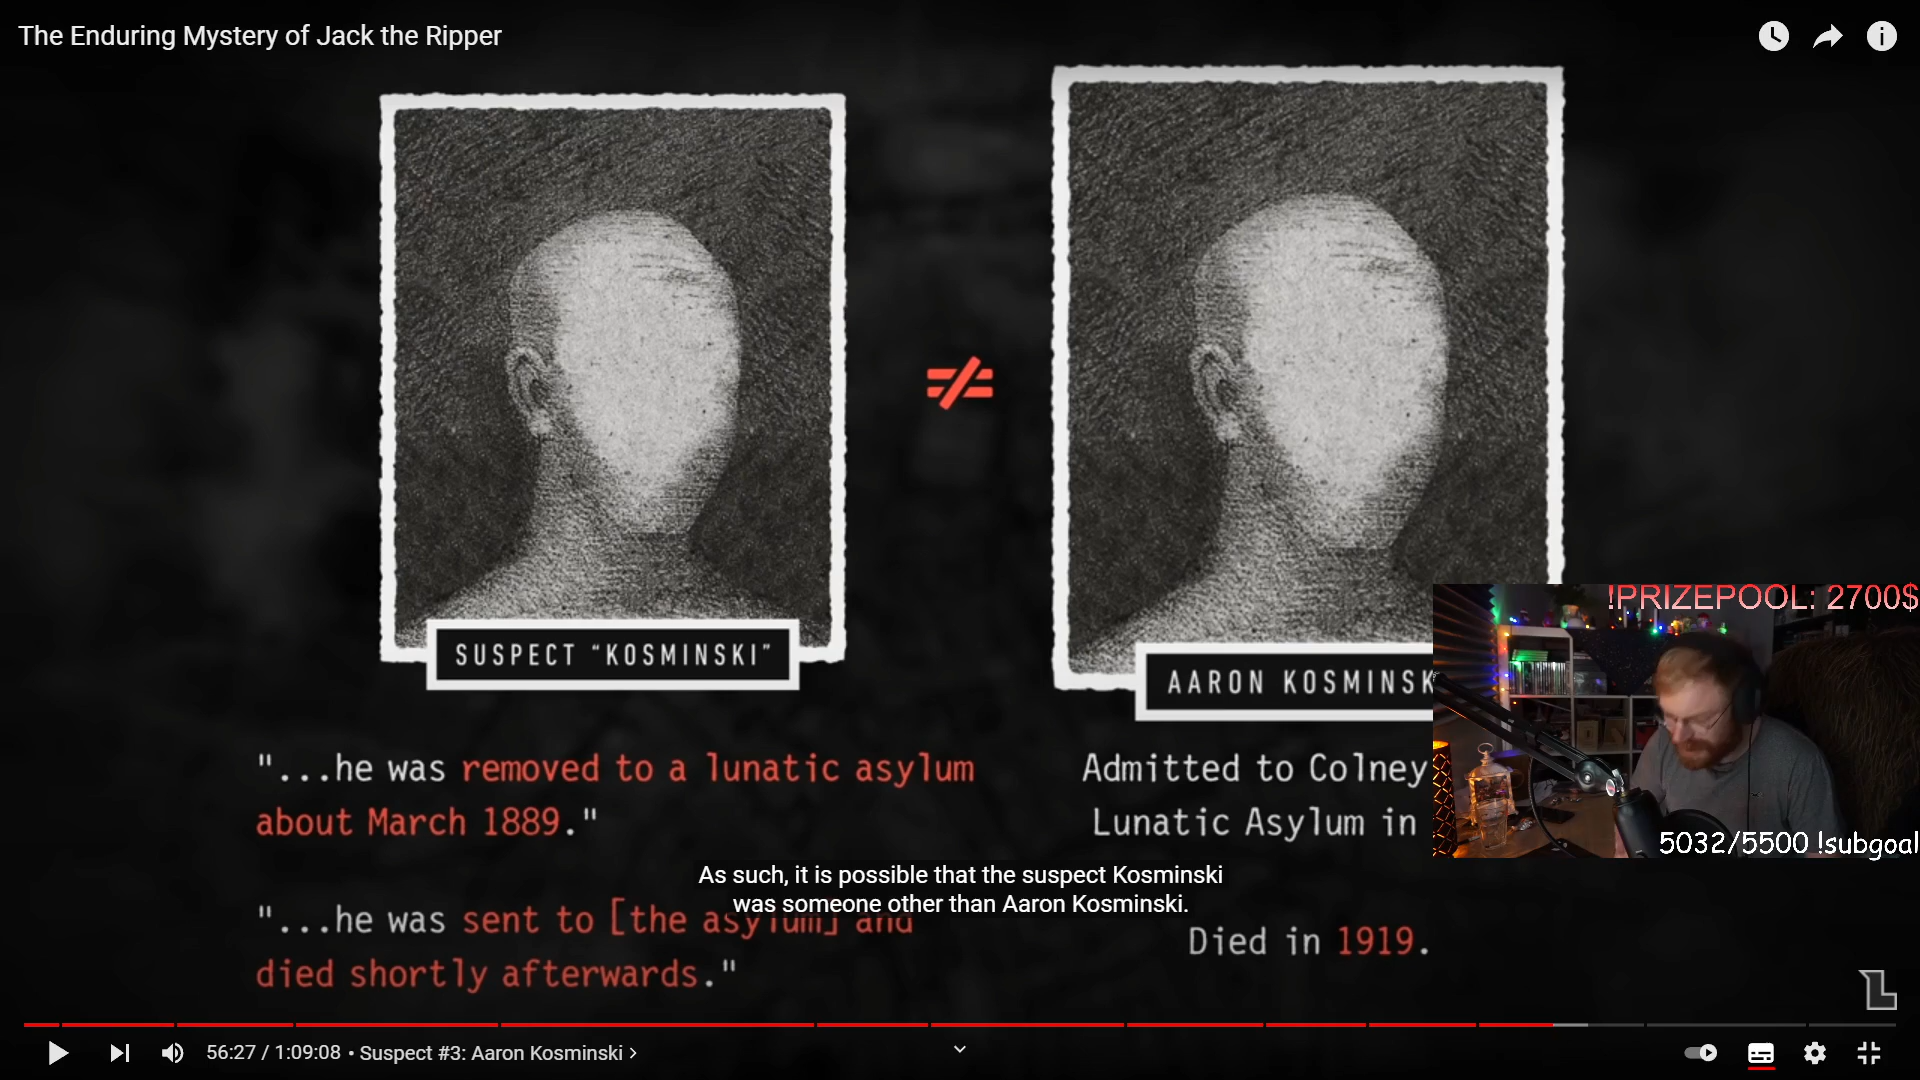 The Enduring Mystery of Jack the Ripper
SUSPECT "KOSMINSKI"
AARON KOSMINSK
!PRIZEPOOL: 2700$
5032/5500 !subgoal
"...he was removed to a lunatic asylum
about March 1889."
Admitted to Colney
Lunatic Asylum in
"...he was sent to [the asylum] and
died shortly afterwards."
Died in 1919.
As such, it is possible that the suspect Kosminski
was someone other than Aaron Kosminski.
56:27 / 1:09:08 • Suspect #3: Aaron Kosminski